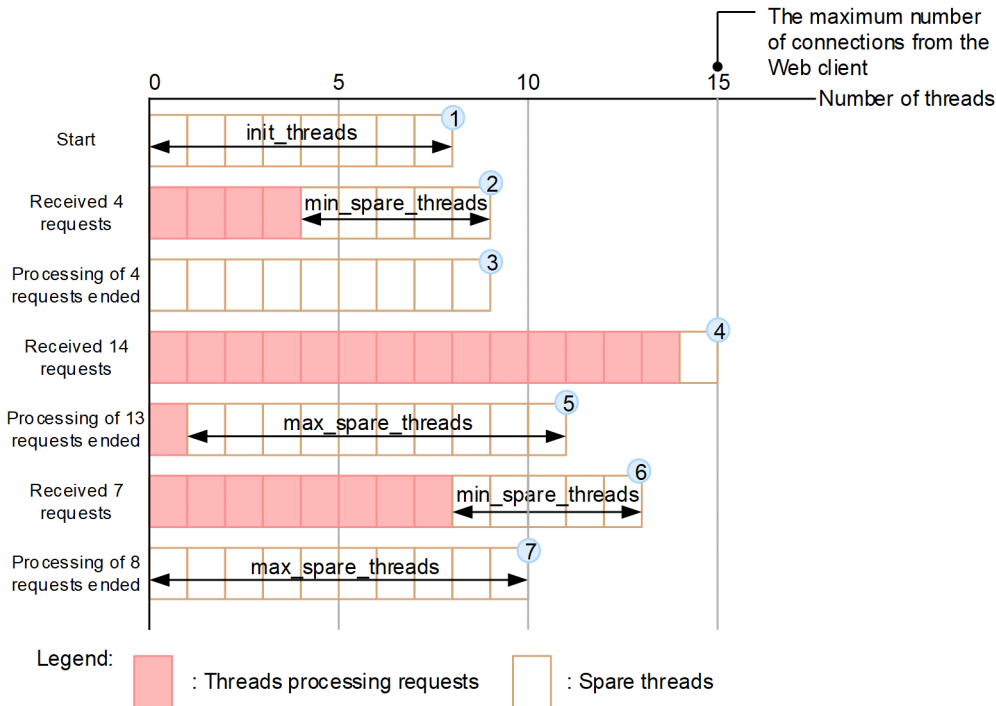 The maximum number
of connections from the
Web client
0 5 10 15
Number of threads
Start
init_threads
1
Received 4
requests
min_spare_threads
2
Processing of 4
requests ended
3
Received 14
requests
4
Processing of 13
requests ended
max_spare_threads
5
Received 7
requests
min_spare_threads
6
Processing of 8
requests ended
max_spare_threads
7
Legend:
: Threads processing requests
: Spare threads